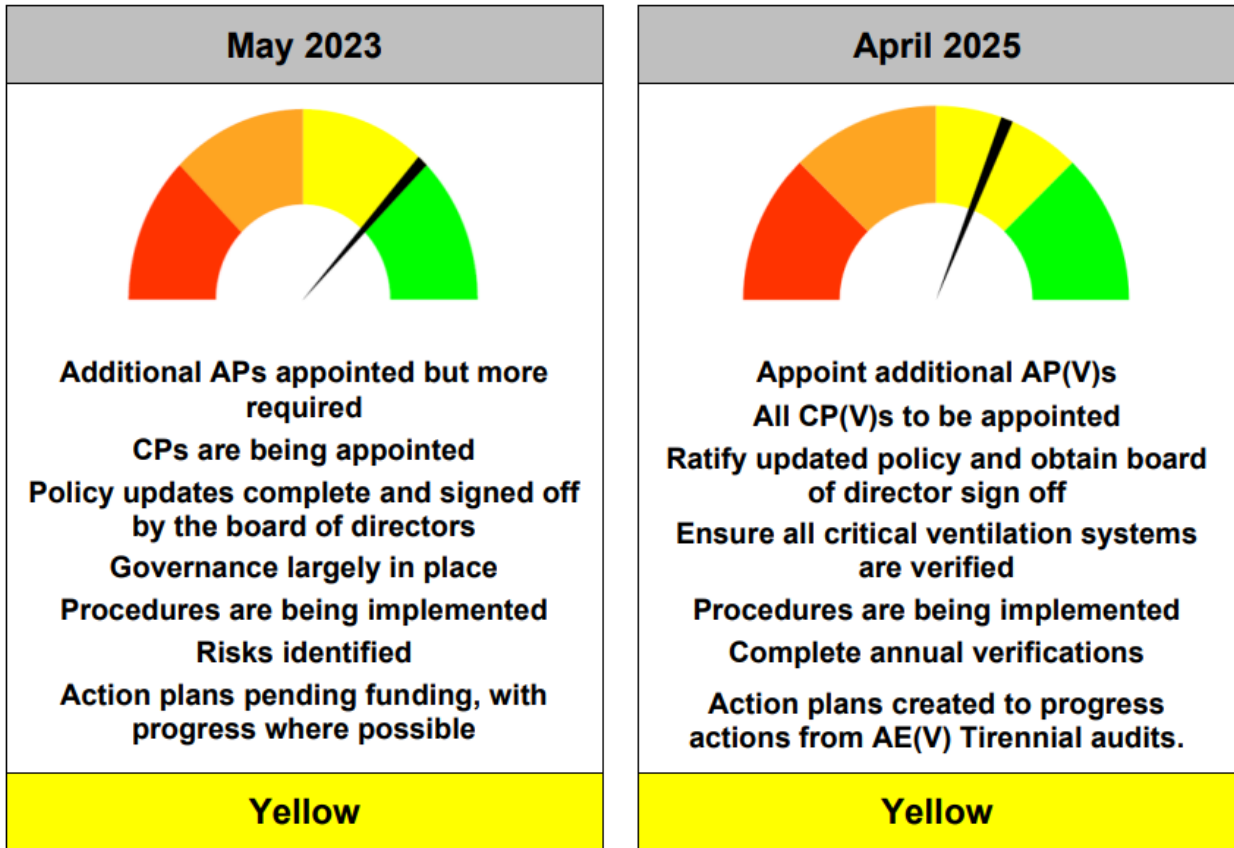 May 2023
Additional APs appointed but more
required
CPs are being appointed
Policy updates complete and signed off
by the board of directors
Governance largely in place
Procedures are being implemented
Risks identified
Action plans pending funding, with
progress where possible
Yellow
April 2025
Appoint additional AP(V)s
All CP(V)s to be appointed
Ratify updated policy and obtain board
of director sign off
Ensure all critical ventilation systems
are verified
Procedures are being implemented
Complete annual verifications
Action plans created to progress
actions from AE(V) Tirennial audits.
Yellow